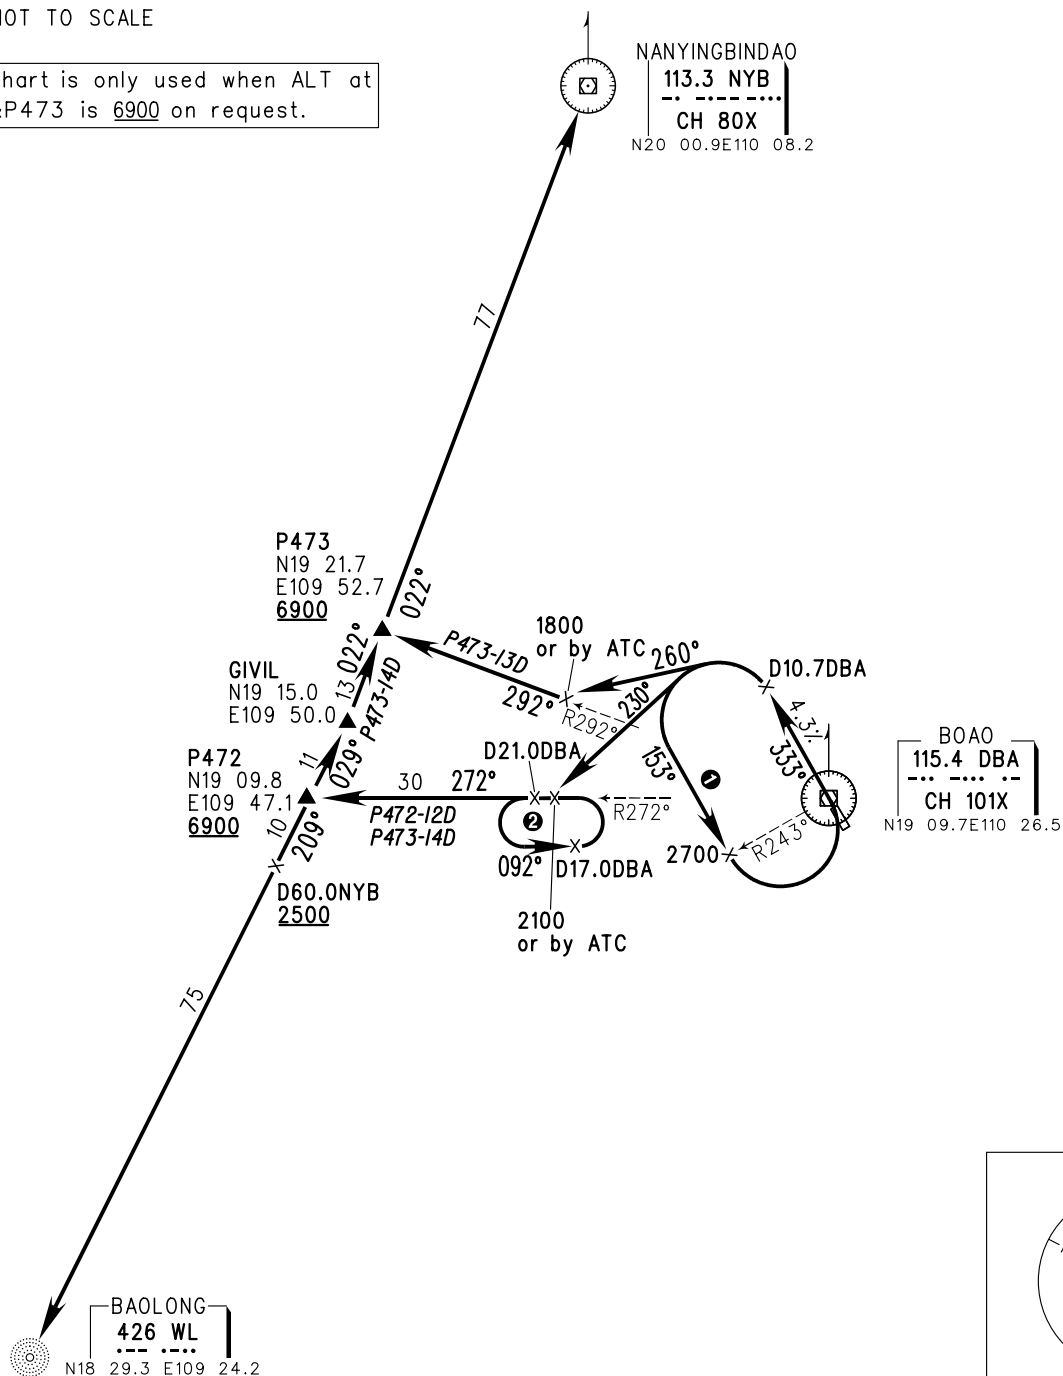 NOT TO SCALE
hart is only used when ALT at
P473 is 6900 on request.
NANYINGBINDAO
113.3 NYB
CH 80X
N20 00.9E110 08.2
77
P473
N19 21.7
E109 52.7
6900
022°
P473-13D
292°
1800
or by ATC
260°
R292°
230°
D10.7DBA
4.3%
333°
BOAO
115.4 DBA
CH 101X
N19 09.7E110 26.5
GIVIL
N19 15.0
E109 50.0
13
022°
P473-14D
11
029°
P472
N19 09.8
E109 47.1
6900
D21.0DBA
30
272°
P472-12D
P473-14D
R272°
153°
1
2
092°
D17.0DBA
2700
R243°
10
209°
D60.0NYB
2500
2100
or by ATC
75
BAOLONG
426 WL
N18 29.3 E109 24.2